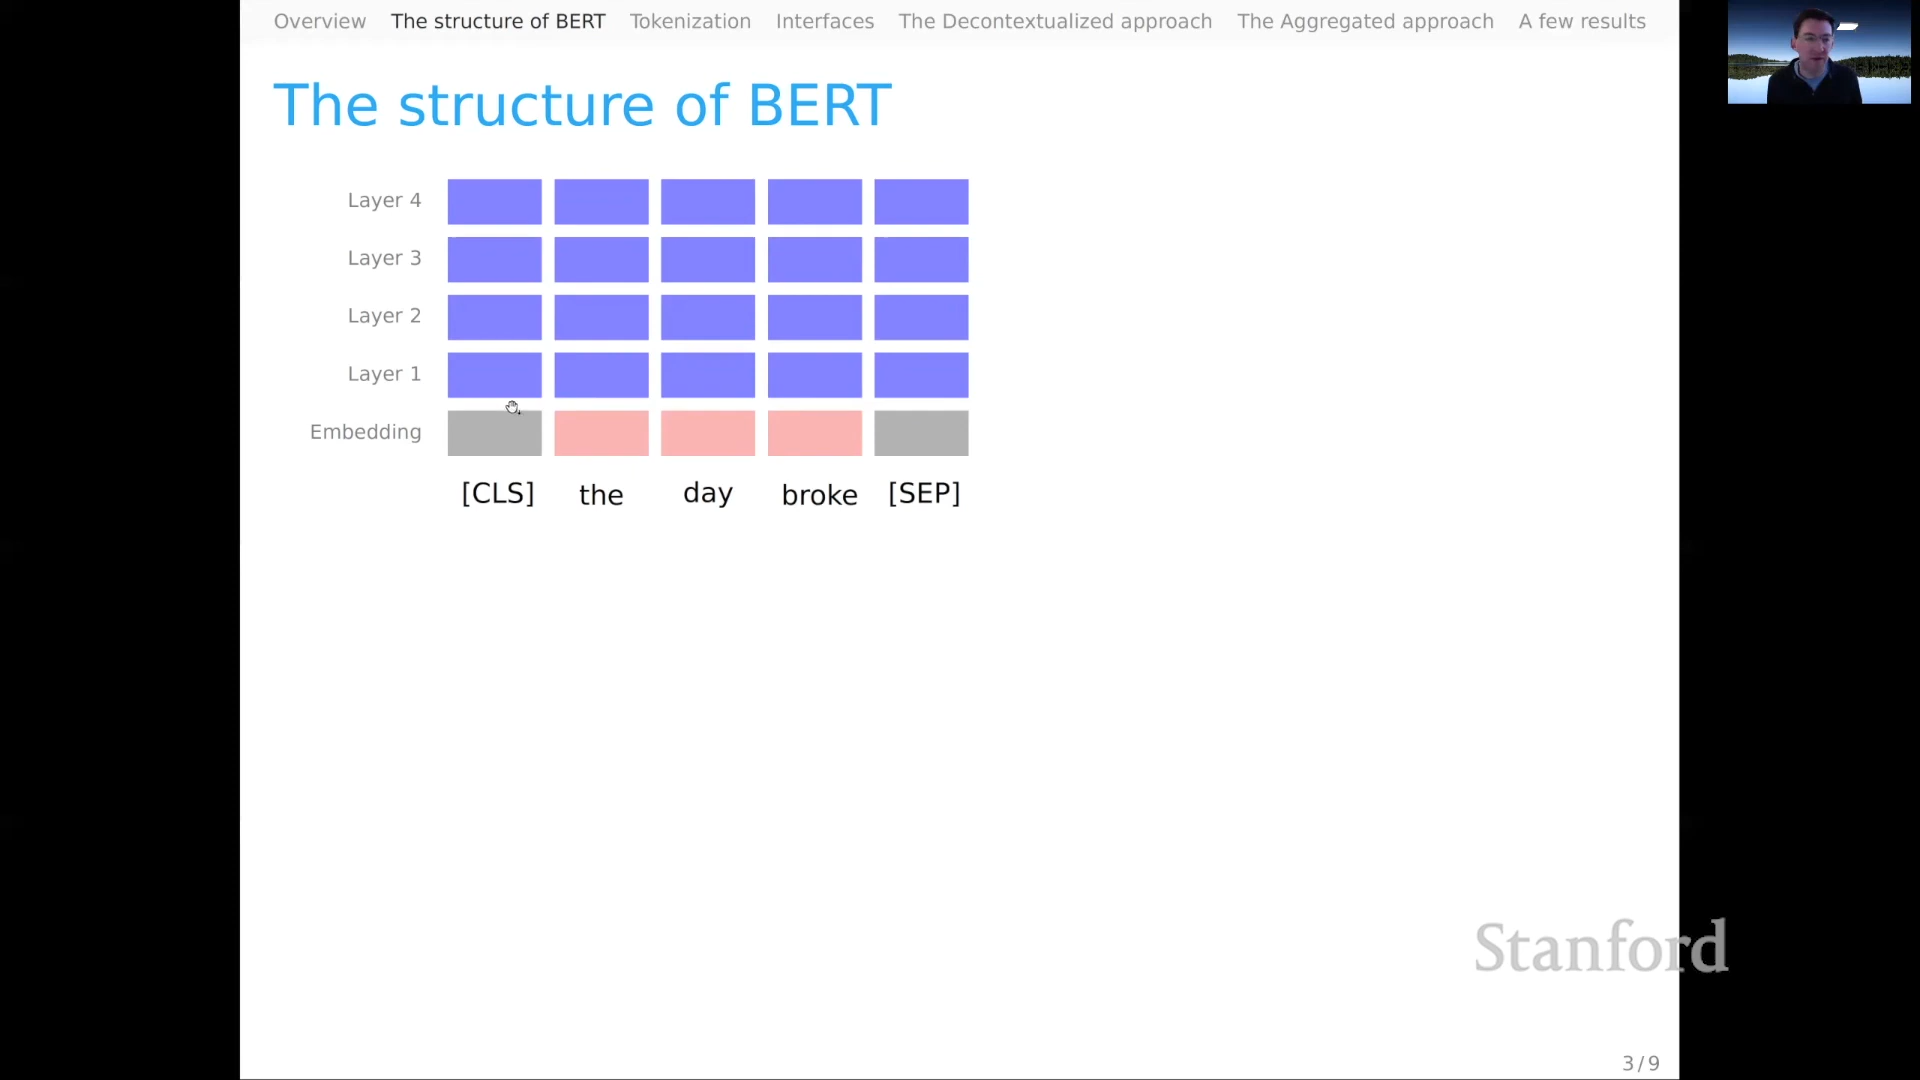 Overview The structure of BERT Tokenization Interfaces The Decontextualized approach The Aggregated approach A few results
The structure of BERT
Layer 4
Layer 3
Layer 2
Layer 1
Embedding
[CLS] the day broke [SEP]
Stanford
3/9